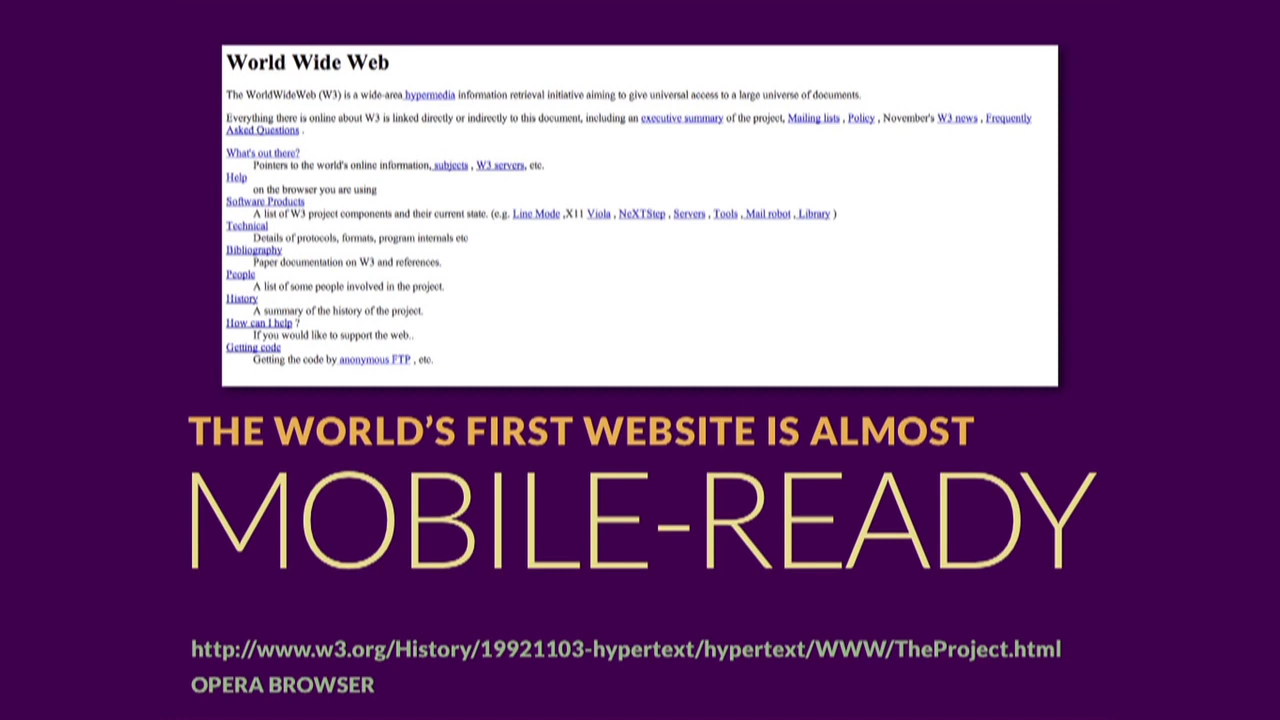 World Wide Web
The WorldWideWeb (W3) is a wide-area hypermedia information retrieval initiative aiming to give universal access to a large universe of documents.
Everything there is online about W3 is linked directly or indirectly to this document, including an executive summary of the project, Mailing lists , Policy , November's W3 news , Frequently
Asked Questions .
What's out there?
Pointers to the world's online information, subjects , W3 servers, etc.
Help
on the browser you are using
Software Products
A list of W3 project components and their current state. (e.g. Line Mode ,X11 Viola , NeXTStep , Servers , Tools , Mail robot , Library )
Technical
Details of protocols, formats, program internals etc
Bibliography
Paper documentation on W3 and references.
People
A list of some people involved in the project.
History
A summary of the history of the project.
How can I help ?
If you would like to support the web..
Getting code
Getting the code by anonymous FTP , etc.
THE WORLD'S FIRST WEBSITE IS ALMOST
MOBILE-READY
http://www.w3.org/History/19921103-hypertext/hypertext/WWW/TheProject.html
OPERA BROWSER